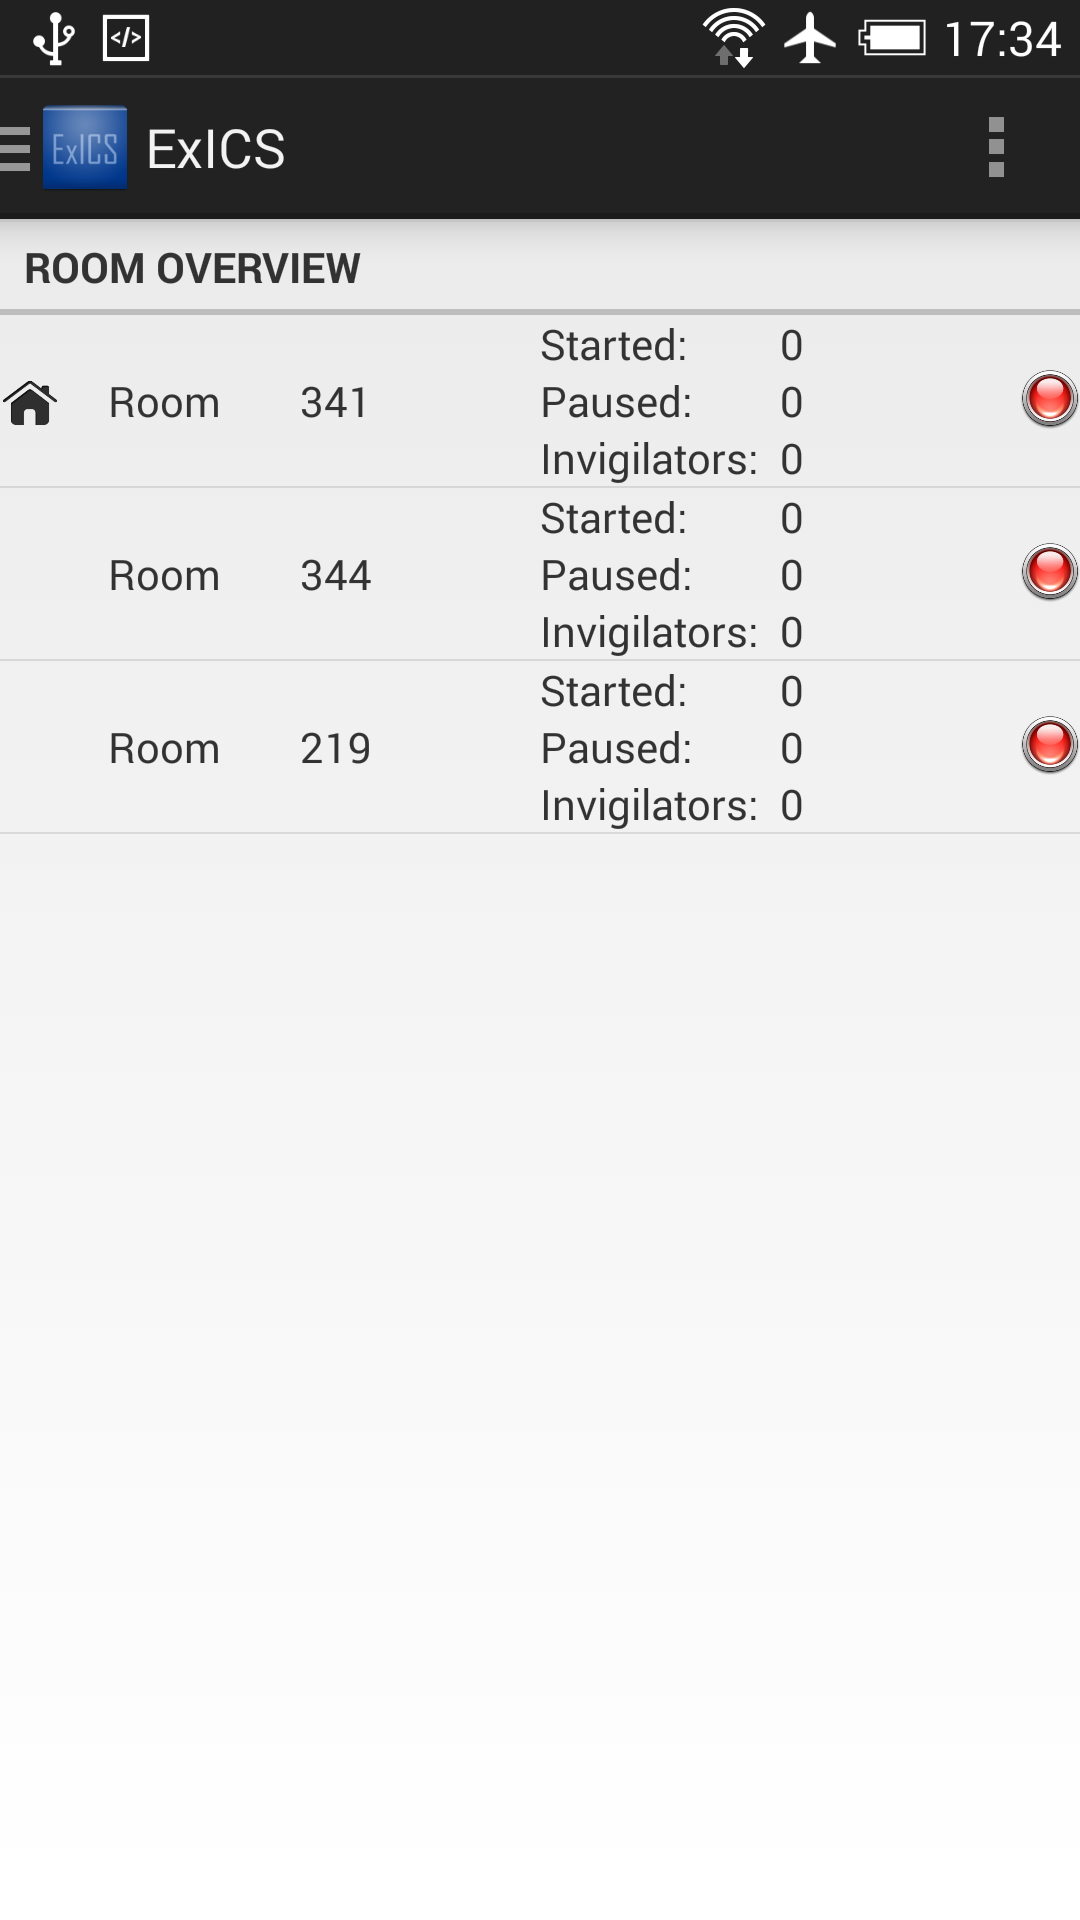 </> 17:34
ExICS ExICS
ROOM OVERVIEW
Started: 0
Room 341 Paused: 0
Invigilators: 0
Started: 0
Room 344 Paused: 0
Invigilators: 0
Started: 0
Room 219 Paused: 0
Invigilators: 0